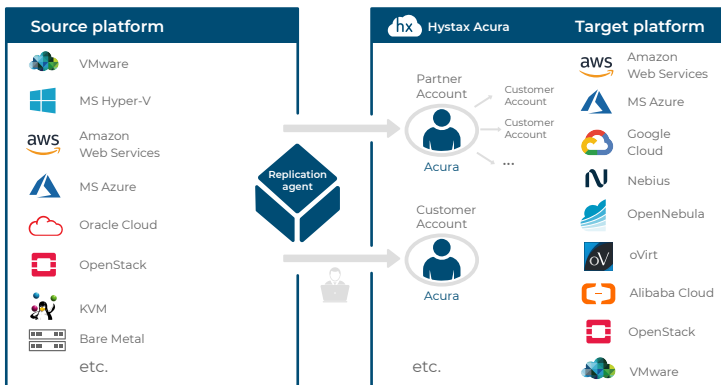 Source platform
VMware
MS Hyper-V
aws
Amazon
Web Services
MS Azure
Oracle Cloud
OpenStack
KVM
Bare Metal
etc.
Replication
agent
hx
Hystax Acura
Target platform
Partner
Account
Customer
Account
Customer
Account
...
Acura
Customer
Account
Acura
etc.
aws
Amazon
Web Services
MS Azure
Google
Cloud
Nebius
OpenNebula
oV
oVirt
Alibaba Cloud
OpenStack
VMware